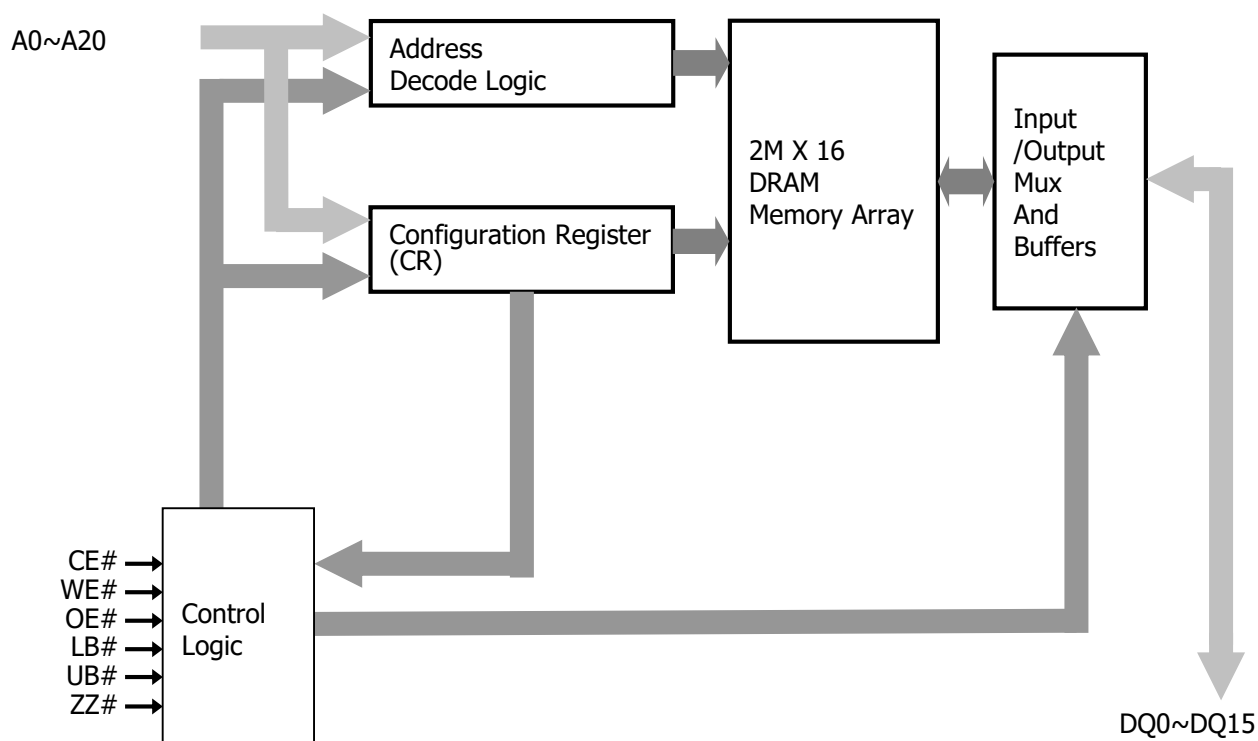 A0~A20
Address
Decode Logic
2M X 16
DRAM
Memory Array
Input
/Output
Mux
And
Buffers
Configuration Register
(CR)
CE#
WE#
OE#
LB#
UB#
ZZ#
Control
Logic
DQ0~DQ15